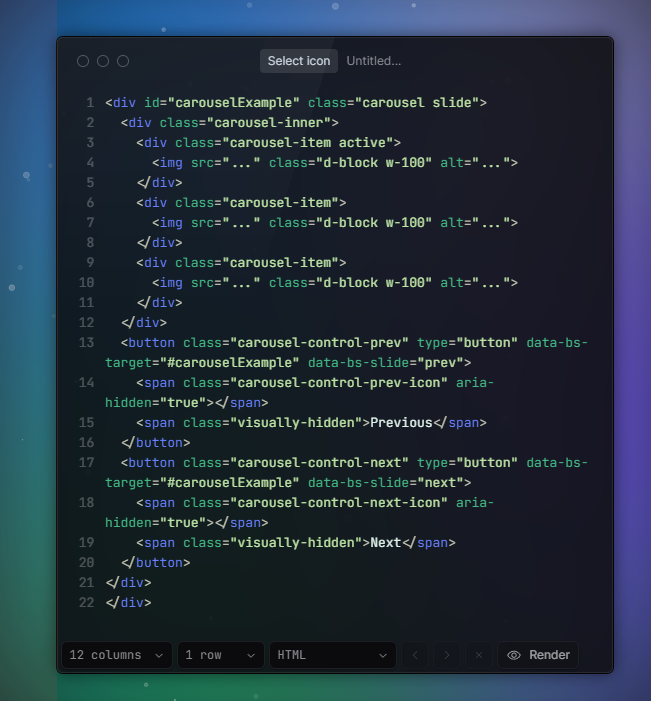 Select icon Untitled...
1 <div id="carouselExample" class="carousel slide">
2 <div class="carousel-inner">
3 <div class="carousel-item active">
4 <img src="..." class="d-block w-100" alt="...">
5 </div>
6 <div class="carousel-item">
7 <img src="..." class="d-block w-100" alt="...">
8 </div>
9 <div class="carousel-item">
10 <img src="..." class="d-block w-100" alt="...">
11 </div>
12 </div>
13 <button class="carousel-control-prev" type="button" data-bs-
target="#carouselExample" data-bs-slide="prev">
14 <span class="carousel-control-prev-icon" aria-
hidden="true"></span>
15 <span class="visually-hidden">Previous</span>
16 </button>
17 <button class="carousel-control-next" type="button" data-bs-
target="#carouselExample" data-bs-slide="next">
18 <span class="carousel-control-next-icon" aria-
hidden="true"></span>
19 <span class="visually-hidden">Next</span>
20 </button>
21 </div>
22 </div>
12 columns 1 row HTML Render